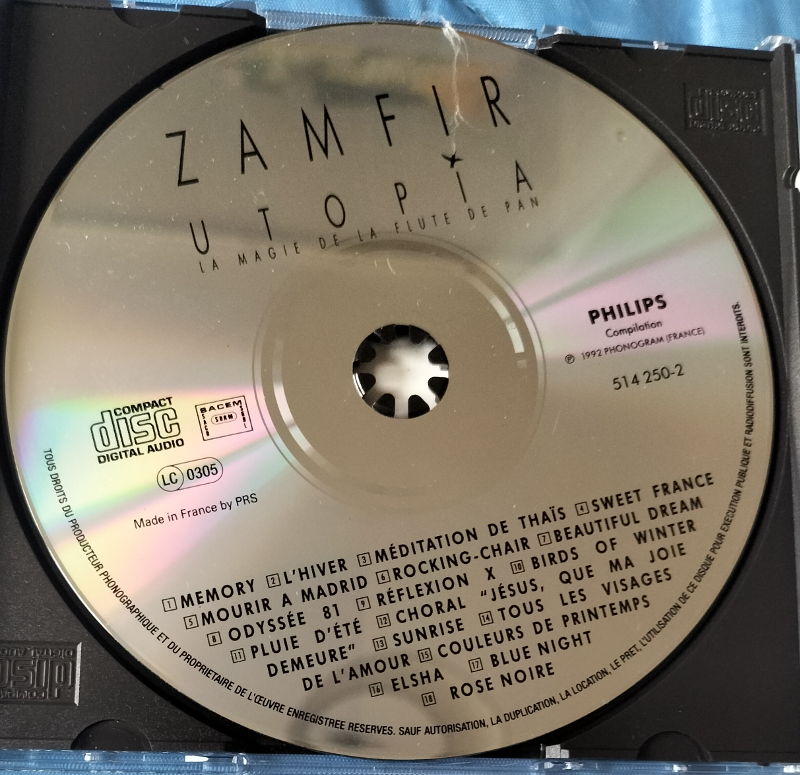 ZAMFIR
UTOPIA
LA MAGIE DE LA FLUTE DE PAN
PHILIPS
Compilation
℗ 1992 PHONOGRAM (FRANCE)
514 250-2
COMPACT
disc
DIGITAL AUDIO
SACEM
SACD SDRM SGDL
LC 0305
Made in France by PRS
1 MEMORY 2 L'HIVER 3 MÉDITATION DE THAÏS 4 SWEET FRANCE
5 MOURIR A MADRID 6 ROCKING-CHAIR 7 BEAUTIFUL DREAM
8 ODYSSÉE 81 9 RÉFLEXION X 10 BIRDS OF WINTER
11 PLUIE D'ÉTÉ 12 CHORAL "JÉSUS, QUE MA JOIE
DEMEURE" 13 SUNRISE 14 TOUS LES VISAGES
DE L'AMOUR 15 COULEURS DE PRINTEMPS
16 ELSHA 17 BLUE NIGHT
18 ROSE NOIRE
TOUS DROITS DU PRODUCTEUR PHONOGRAPHIQUE ET DU PROPRIETAIRE DE L'ŒUVRE ENREGISTREE RESERVES. SAUF AUTORISATION, LA DUPLICATION, LA LOCATION, LE PRET, L'UTILISATION DE CE DISQUE POUR EXECUTION PUBLIQUE ET RADIODIFFUSION SONT INTERDITS.